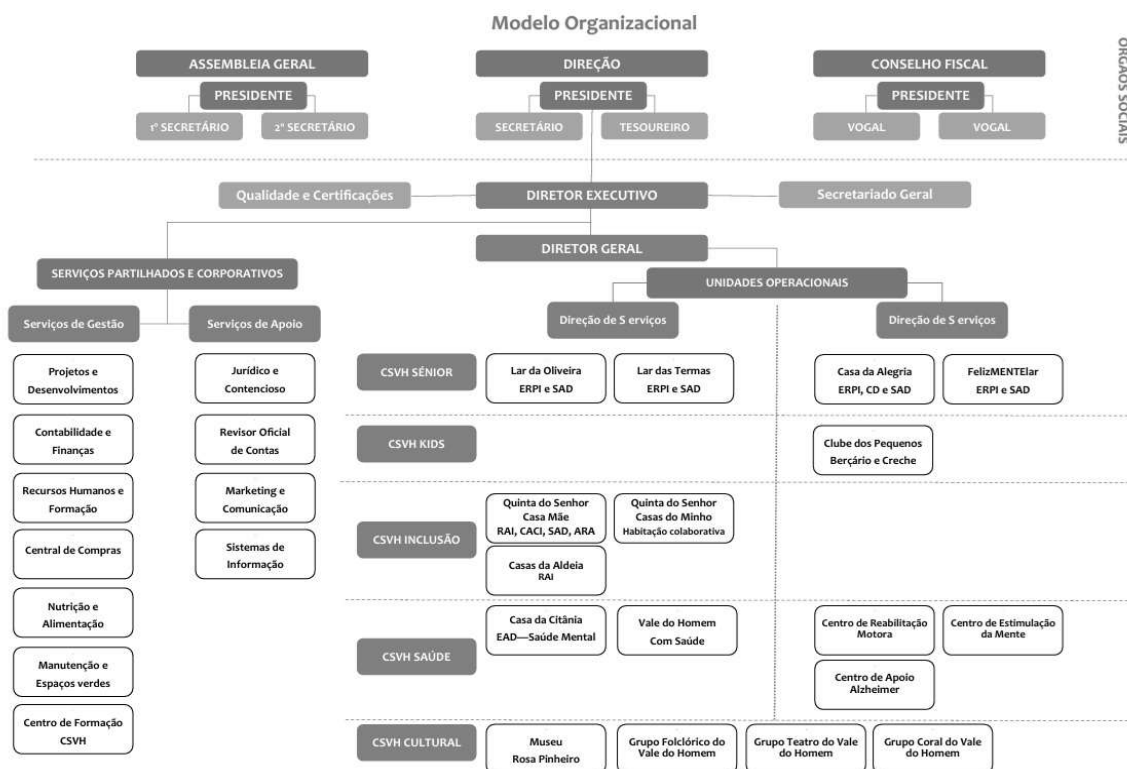 Modelo Organizacional
ORGÃOS SOCIAIS
ASSEMBLEIA GERAL
DIREÇÃO
CONSELHO FISCAL
PRESIDENTE
PRESIDENTE
PRESIDENTE
1º SECRETÁRIO
2º SECRETÁRIO
SECRETÁRIO
TESOUREIRO
VOGAL
VOGAL
Qualidade e Certificações
DIRETOR EXECUTIVO
Secretariado Geral
DIRETOR GERAL
SERVIÇOS PARTILHADOS E CORPORATIVOS
UNIDADES OPERACIONAIS
Serviços de Gestão
Serviços de Apoio
Direção de S erviços
Direção de S erviços
Projetos e
Desenvolvimentos
Contabilidade e
Finanças
Recursos Humanos e
Formação
Central de Compras
Nutrição e
Alimentação
Manutenção e
Espaços verdes
Centro de Formação
CSVH
Jurídico e
Contencioso
Revisor Oficial
de Contas
Marketing e
Comunicação
Sistemas de
Informação
CSVH SÉNIOR
Lar da Oliveira
ERPI e SAD
Lar das Termas
ERPI e SAD
Casa da Alegria
ERPI, CD e SAD
FelizMENTElar
ERPI e SAD
CSVH KIDS
Clube dos Pequenos
Berçário e Creche
CSVH INCLUSÃO
Quinta do Senhor
Casa Mãe
RAI, CACI, SAD, ARA
Quinta do Senhor
Casas do Minho
Habitação colaborativa
Casas da Aldeia
RAI
CSVH SAÚDE
Casa da Citânia
EAD—Saúde Mental
Vale do Homem
Com Saúde
Centro de Reabilitação
Motora
Centro de Estimulação
da Mente
Centro de Apoio
Alzheimer
CSVH CULTURAL
Museu
Rosa Pinheiro
Grupo Folclórico do
Vale do Homem
Grupo Teatro do Vale
do Homem
Grupo Coral do Vale
do Homem